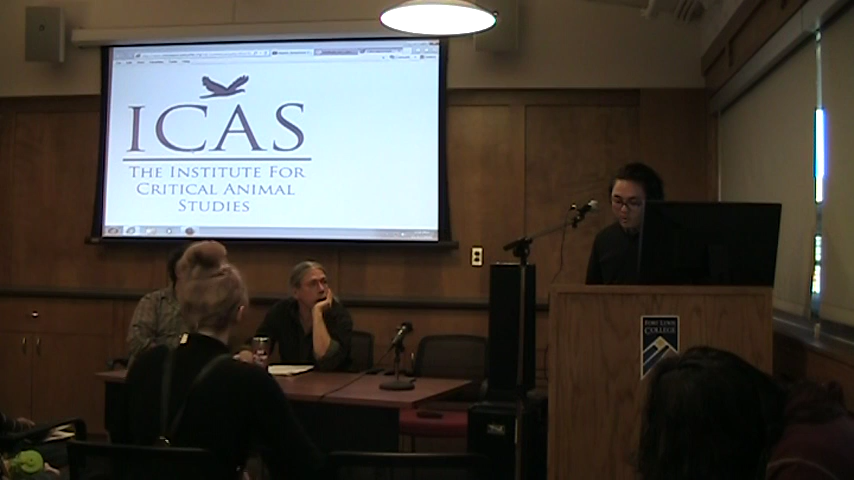 ICAS
THE INSTITUTE FOR
CRITICAL ANIMAL
STUDIES
FORT LEWIS
COLLEGE